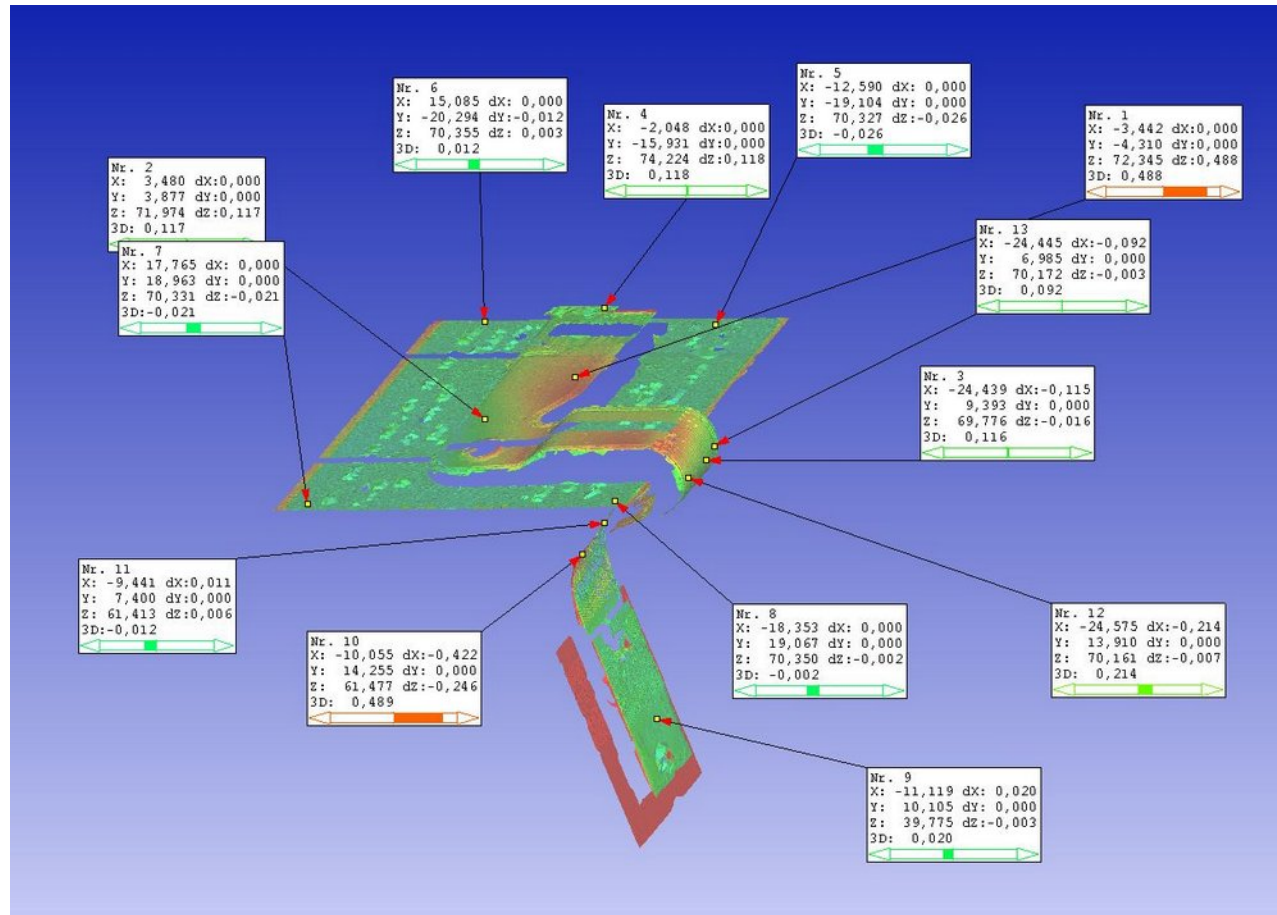 Nr. 6
X: 15,085 dX: 0,000
Y: -20,294 dY:-0,012
Z: 70,355 dZ: 0,003
3D: 0,012
Nr. 4
X: -2,048 dX:0,000
Y: -15,931 dY:0,000
Z: 74,224 dZ:0,118
3D: 0,118
Nr. 5
X: -12,590 dX: 0,000
Y: -19,104 dY: 0,000
Z: 70,327 dZ:-0,026
3D: -0,026
Nr. 1
X: -3,442 dX:0,000
Y: -4,310 dY:0,000
Z: 72,345 dZ:0,488
3D: 0,488
Nr. 2
X: 3,480 dX:0,000
Y: 3,877 dY:0,000
Z: 71,974 dZ:0,117
3D: 0,117
Nr. 7
X: 17,765 dX: 0,000
Y: 18,963 dY: 0,000
Z: 70,331 dZ:-0,021
3D:-0,021
Nr. 13
X: -24,445 dX:-0,092
Y: 6,985 dY: 0,000
Z: 70,172 dZ:-0,003
3D: 0,092
Nr. 3
X: -24,439 dX:-0,115
Y: 9,393 dY: 0,000
Z: 69,776 dZ:-0,016
3D: 0,116
Nr. 11
X: -9,441 dX:0,011
Y: 7,400 dY:0,000
Z: 61,413 dZ:0,006
3D:-0,012
Nr. 10
X: -10,055 dX:-0,422
Y: 14,255 dY: 0,000
Z: 61,477 dZ:-0,246
3D: 0,489
Nr. 8
X: -18,353 dX: 0,000
Y: 19,067 dY: 0,000
Z: 70,350 dZ:-0,002
3D: -0,002
Nr. 12
X: -24,575 dX:-0,214
Y: 13,910 dY: 0,000
Z: 70,161 dZ:-0,007
3D: 0,214
Nr. 9
X: -11,119 dX: 0,020
Y: 10,105 dY: 0,000
Z: 39,775 dZ:-0,003
3D: 0,020